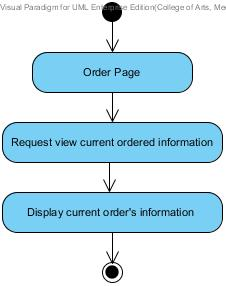 Visual Paradigm for UML Enterprise Edition(College of Arts, Me
Order Page
Request view current ordered information
Display current order's information